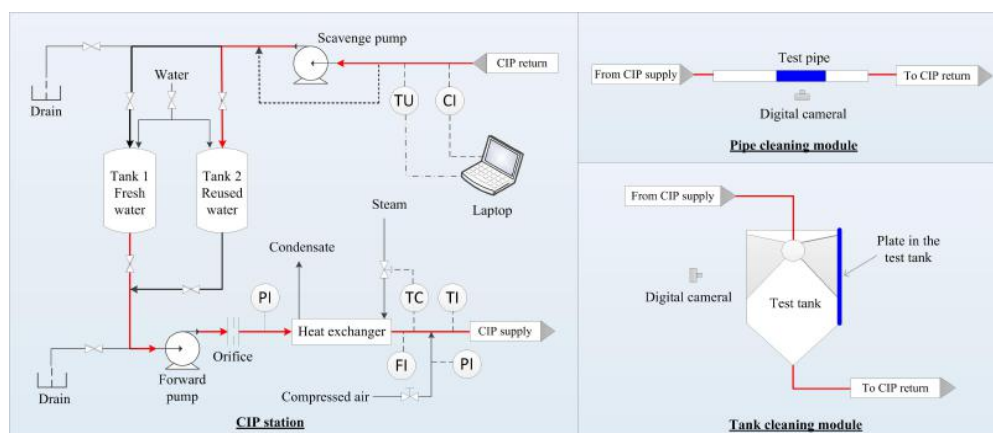 Scavenge pump
CIP return
Water
Drain
TU
CI
Tank 1
Fresh
water
Tank 2
Reused
water
Laptop
Steam
Condensate
PI
TC
TI
Heat exchanger
CIP supply
Orifice
FI
PI
Forward
pump
Drain
Compressed air
CIP station
Test pipe
From CIP supply
To CIP return
Digital cameral
Pipe cleaning module
From CIP supply
Plate in the
test tank
Digital cameral
Test tank
To CIP return
Tank cleaning module